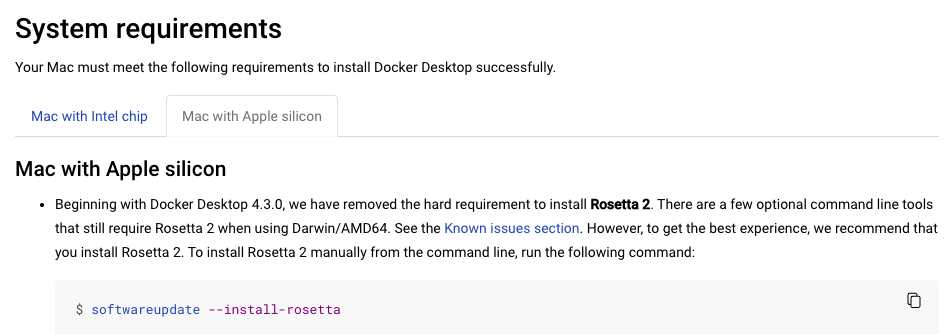 System requirements
Your Mac must meet the following requirements to install Docker Desktop successfully.
Mac with Intel chip
Mac with Apple silicon
Mac with Apple silicon
• Beginning with Docker Desktop 4.3.0, we have removed the hard requirement to install Rosetta 2. There are a few optional command line tools
that still require Rosetta 2 when using Darwin/AMD64. See the Known issues section. However, to get the best experience, we recommend that
you install Rosetta 2. To install Rosetta 2 manually from the command line, run the following command:
$ softwareupdate --install-rosetta